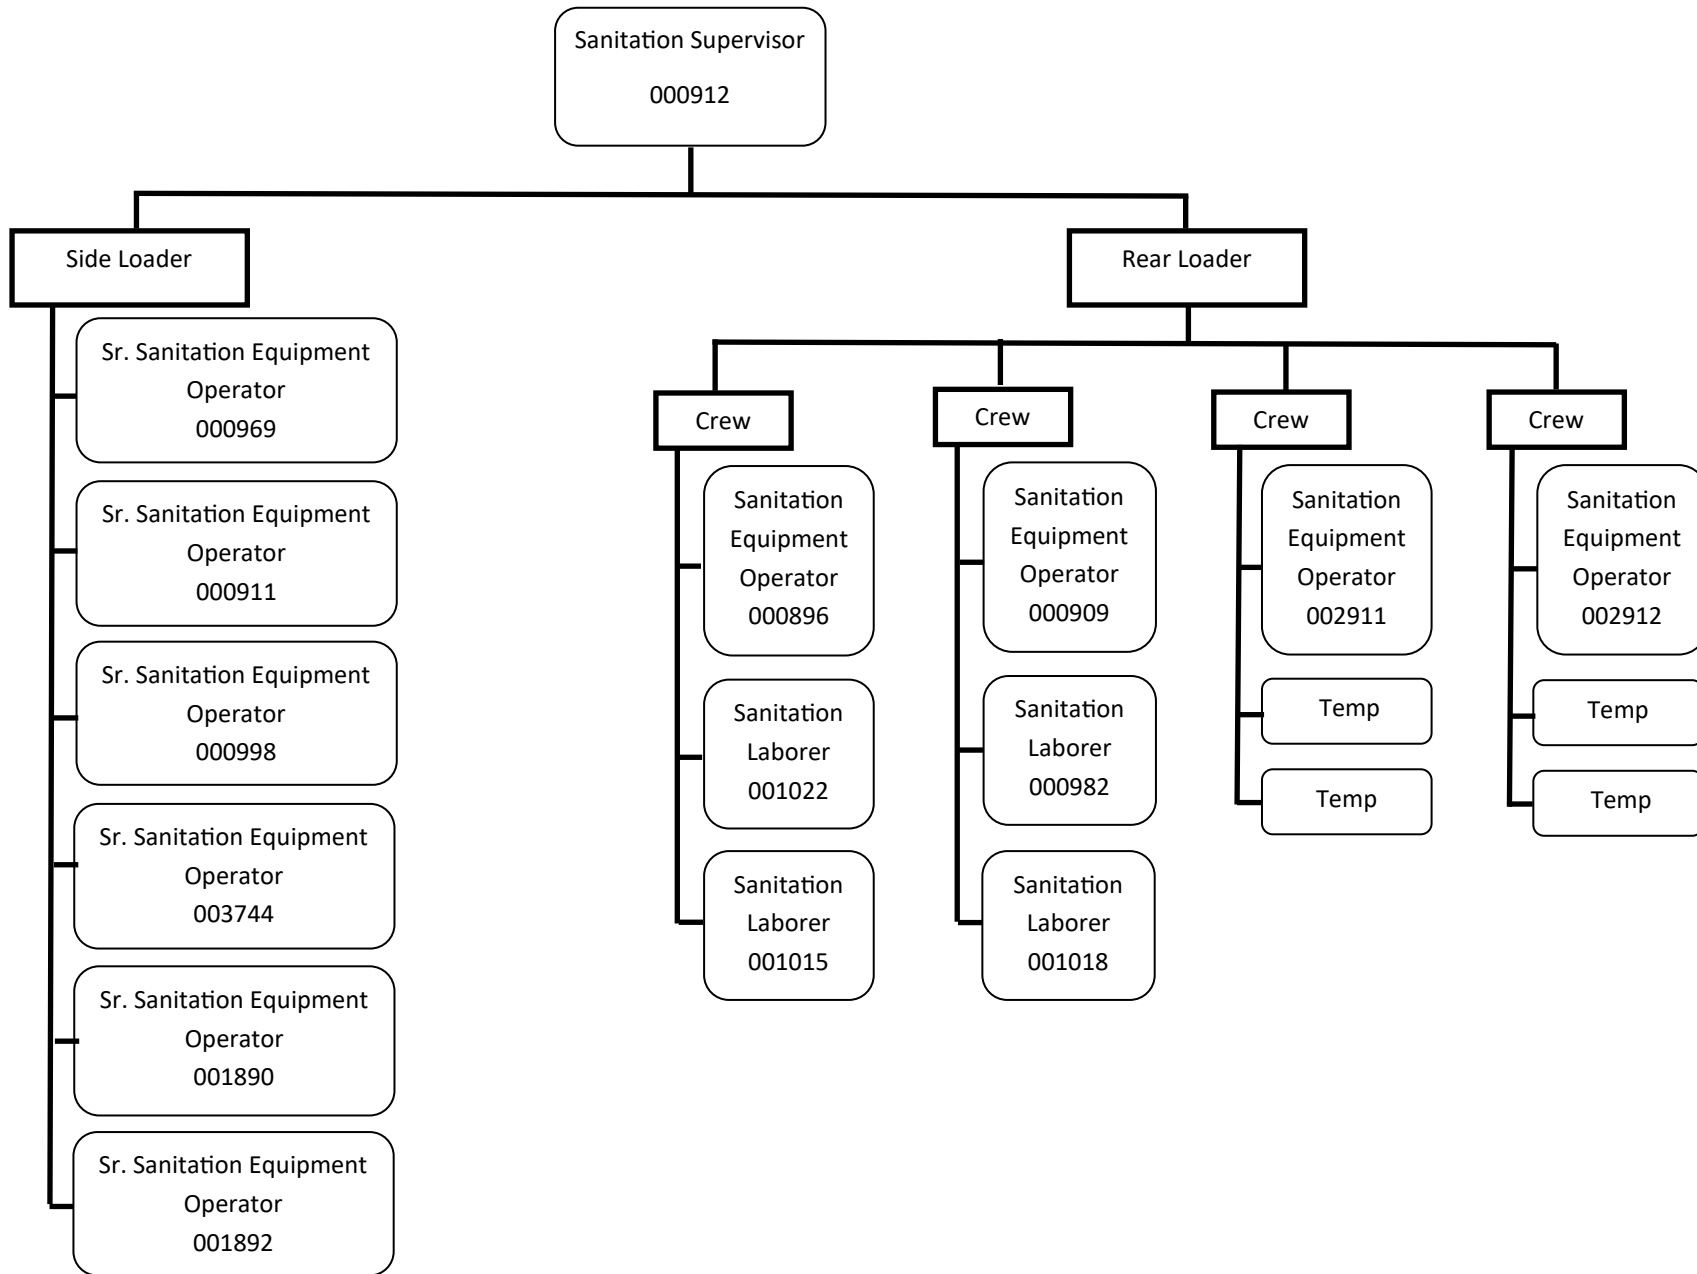 Sanitation Supervisor
000912
Side Loader
Sr. Sanitation Equipment
Operator
000969
Sr. Sanitation Equipment
Operator
000911
Sr. Sanitation Equipment
Operator
000998
Sr. Sanitation Equipment
Operator
003744
Sr. Sanitation Equipment
Operator
001890
Sr. Sanitation Equipment
Operator
001892
Rear Loader
Crew
Sanitation
Equipment
Operator
000896
Sanitation
Laborer
001022
Sanitation
Laborer
001015
Crew
Sanitation
Equipment
Operator
000909
Sanitation
Laborer
000982
Sanitation
Laborer
001018
Crew
Sanitation
Equipment
Operator
002911
Temp
Temp
Crew
Sanitation
Equipment
Operator
002912
Temp
Temp